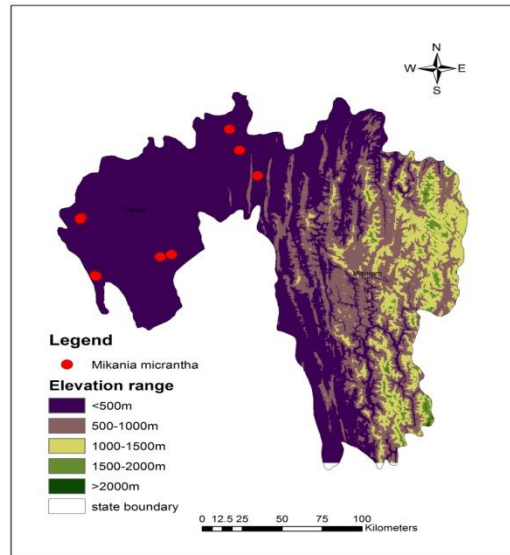 N
W E
S
Legend
Mikania micrantha
Elevation range
<500m
500-1000m
1000-1500m
1500-2000m
>2000m
state boundary
0 12.5 25 50 75 100
Kilometers